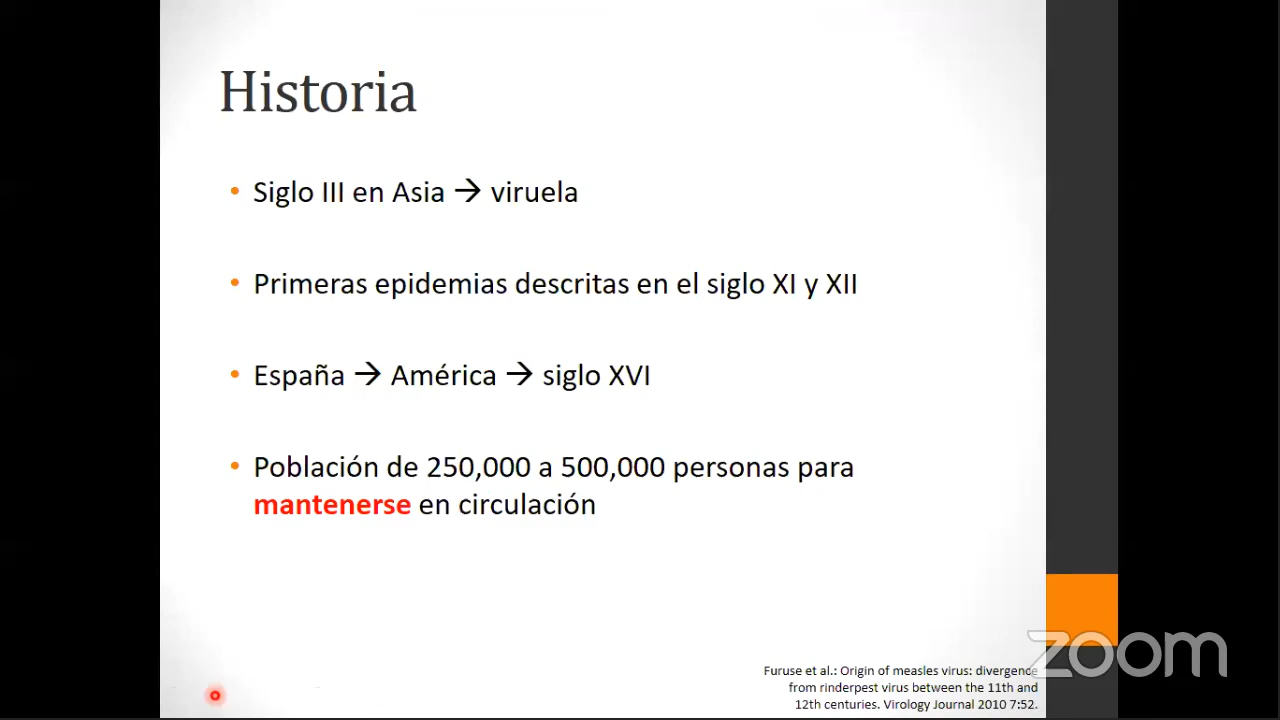 Historia
• Siglo III en Asia → viruela
• Primeras epidemias descritas en el siglo XI y XII
• España → América → siglo XVI
• Población de 250,000 a 500,000 personas para
mantenerse en circulación
Furuse et al.: Origin of measles virus: divergence
from rinderpest virus between the 11th and
12th centuries. Virology Journal 2010 7:52.
zoom